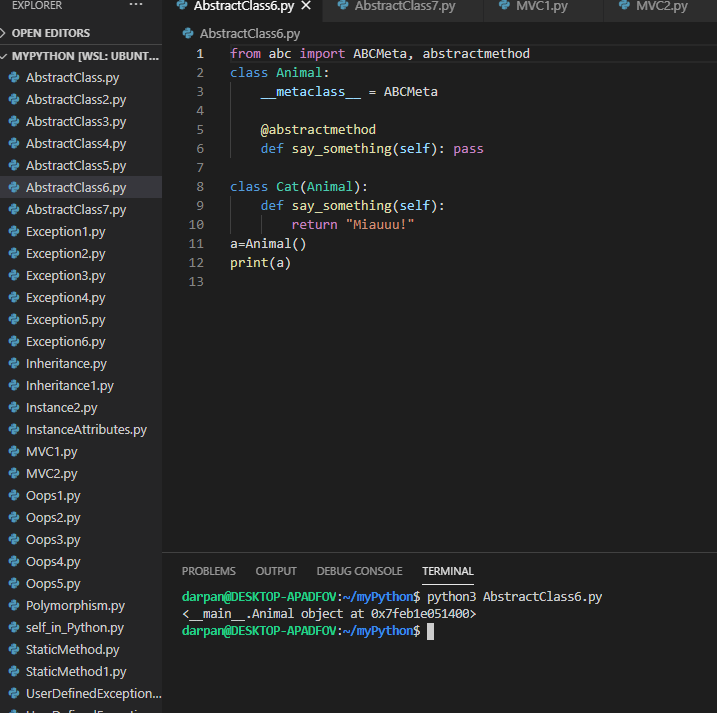 EXPLORER ...
OPEN EDITORS
MYPYTHON [WSL: UBUNT...
AbstractClass.py
AbstractClass2.py
AbstractClass3.py
AbstractClass4.py
AbstractClass5.py
AbstractClass6.py
AbstractClass7.py
Exception1.py
Exception2.py
Exception3.py
Exception4.py
Exception5.py
Exception6.py
Inheritance.py
Inheritance1.py
Instance2.py
InstanceAttributes.py
MVC1.py
MVC2.py
Oops1.py
Oops2.py
Oops3.py
Oops4.py
Oops5.py
Polymorphism.py
self_in_Python.py
StaticMethod.py
StaticMethod1.py
UserDefinedException...
AbstractClass6.py AbstractClass7.py MVC1.py MVC2.py
AbstractClass6.py
1 from abc import ABCMeta, abstractmethod
2 class Animal:
3 __metaclass__ = ABCMeta
4
5 @abstractmethod
6 def say_something(self): pass
7
8 class Cat(Animal):
9 def say_something(self):
10 return "Miauuu!"
11 a=Animal()
12 print(a)
13
PROBLEMS OUTPUT DEBUG CONSOLE TERMINAL
darpan@DESKTOP-APADFOV:~/myPython$ python3 AbstractClass6.py
<__main__.Animal object at 0x7feb1e051400>
darpan@DESKTOP-APADFOV:~/myPython$